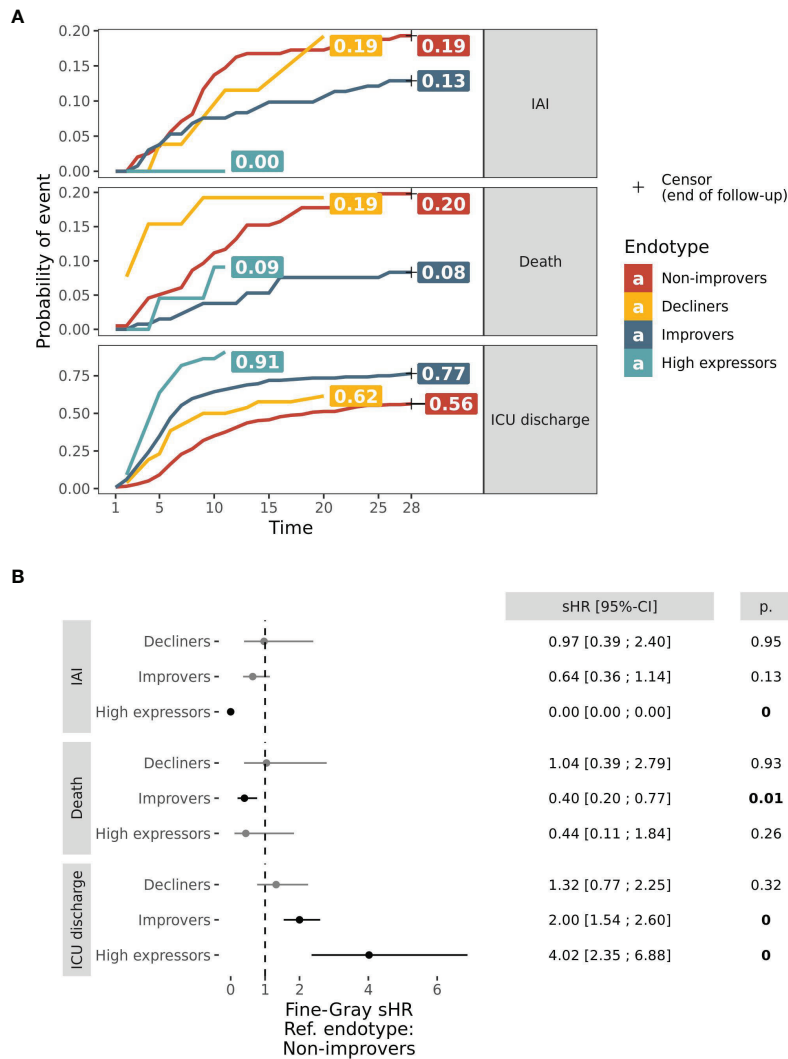 A
0.20
0.15
0.10
0.05
0.00
0.19
0.19
0.13
0.00
IAI
0.20
0.15
0.10
0.05
0.00
0.19
0.20
0.09
0.08
Death
0.75
0.50
0.25
0.00
0.91
0.77
0.62
0.56
ICU discharge
Probability of event
1 5 10 15 20 25 28
Time
Censor
(end of follow-up)
Endotype
a Non-improvers
a Decliners
a Improvers
a High expressors
B
sHR [95%-CI] p.
IAI
Decliners 0.97 [0.39 ; 2.40] 0.95
Improvers 0.64 [0.36 ; 1.14] 0.13
High expressors 0.00 [0.00 ; 0.00] 0
Death
Decliners 1.04 [0.39 ; 2.79] 0.93
Improvers 0.40 [0.20 ; 0.77] 0.01
High expressors 0.44 [0.11 ; 1.84] 0.26
ICU discharge
Decliners 1.32 [0.77 ; 2.25] 0.32
Improvers 2.00 [1.54 ; 2.60] 0
High expressors 4.02 [2.35 ; 6.88] 0
0 1 2 4 6
Fine-Gray sHR
Ref. endotype:
Non-improvers